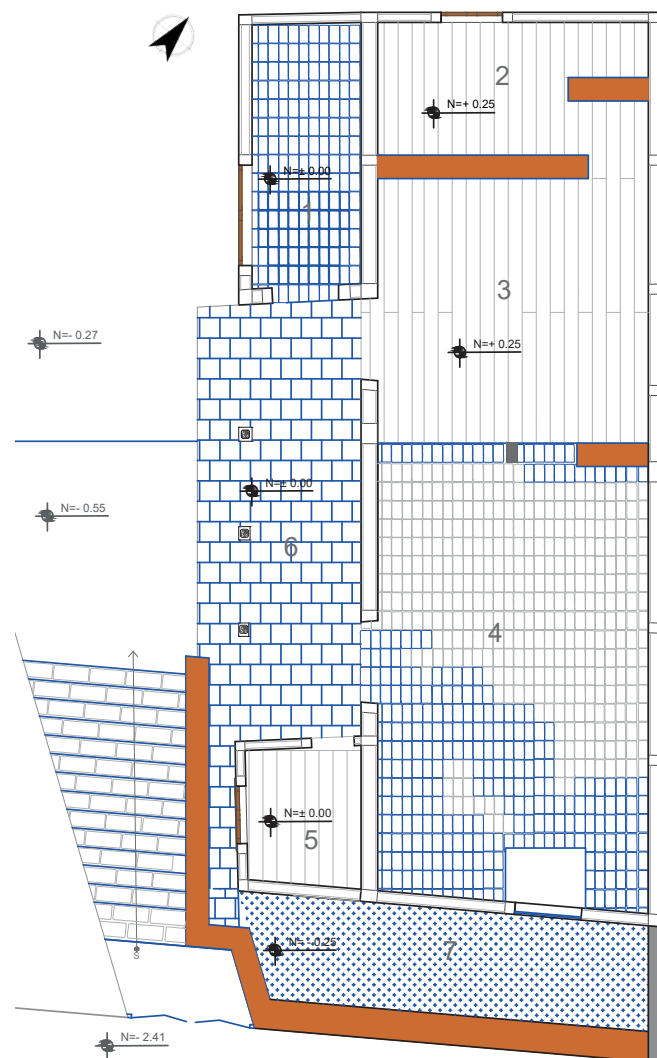 2
N=+ 0.25
N=± 0.00
1
3
N=- 0.27
N=+ 0.25
N=± 0.00
N=- 0.55
6
4
N=± 0.00
5
N=- 0.25
7
S
N=- 2.41